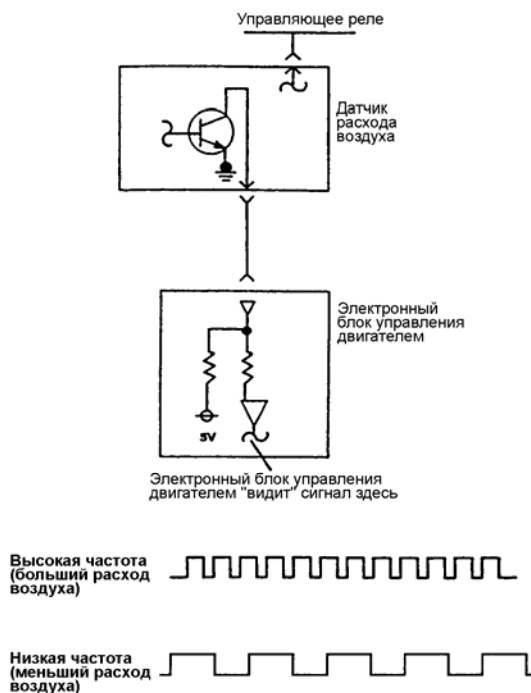 Управляющее реле
Датчик
расхода
воздуха
Электронный
блок управления
двигателем
5V
Электронный блок управления
двигателем "видит" сигнал здесь
Высокая частота
(больший расход
воздуха)
Низкая частота
(меньший расход
воздуха)